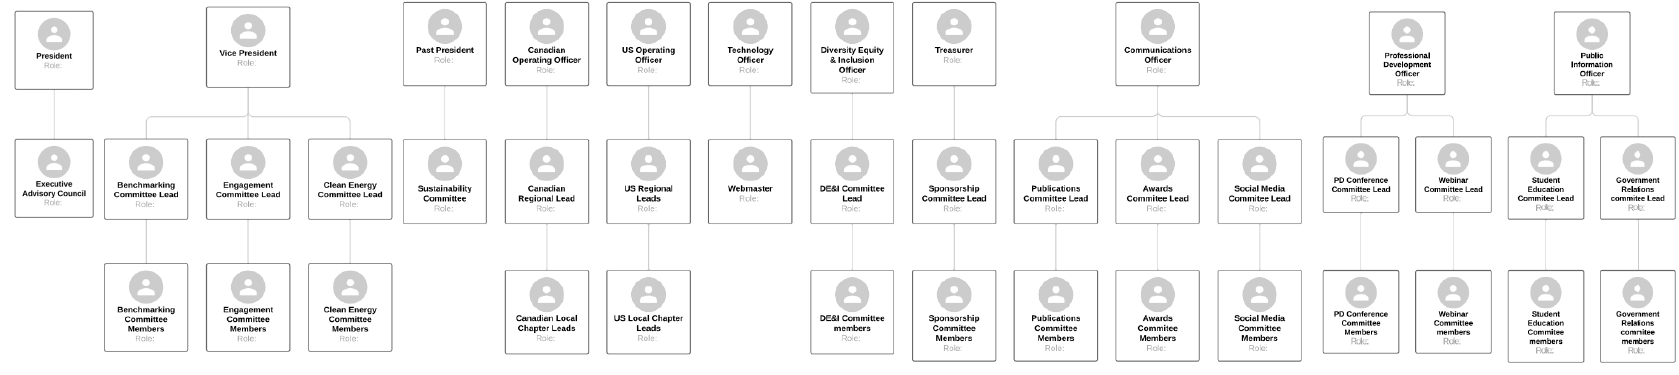 President
Role:
Vice President
Role:
Past President
Role:
Canadian
Operating Officer
Role:
US Operating
Officer
Role:
Technology
Officer
Role:
Diversity Equity
& Inclusion
Officer
Role:
Treasurer
Role:
Communications
Officer
Role:
Professional
Development
Officer
Role:
Public
Information
Officer
Role:
Executive
Advisory Council
Role:
Benchmarking
Committee Lead
Role:
Engagement
Committee Lead
Role:
Clean Energy
Committee Lead
Role:
Sustainability
Committee
Role:
Canadian
Regional Lead
Role:
US Regional
Leads
Role:
Webmaster
Role:
DE&I Committee
Lead
Role:
Sponsorship
Committee Lead
Role:
Publications
Committee Lead
Role:
Awards
Commitee Lead
Role:
Social Media
Commitee Lead
Role:
PD Conference
Committee Lead
Role:
Webinar
Committee Lead
Role:
Student
Education
Commitee Lead
Role:
Government
Relations
commitee Lead
Role:
Benchmarking
Committee
Members
Role:
Engagement
Committee
Members
Role:
Clean Energy
Committee
Members
Role:
Canadian Local
Chapter Leads
Role:
US Local Chapter
Leads
Role:
DE&I Committee
members
Role:
Sponsorship
Committee
Members
Role:
Publications
Committee
Members
Role:
Awards
Commitee
Members
Role:
Social Media
Committee
Members
Role:
PD Conference
Committee
Members
Role:
Webinar
Committee
members
Role:
Student
Education
Commitee
members
Role:
Government
Relations
commitee
members
Role: